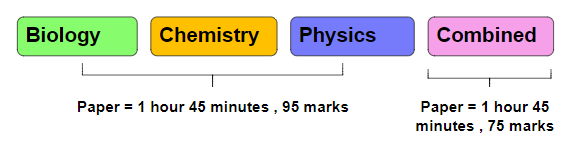 Biology
Chemistry
Physics
Combined
Paper = 1 hour 45 minutes , 95 marks
Paper = 1 hour 45
minutes , 75 marks